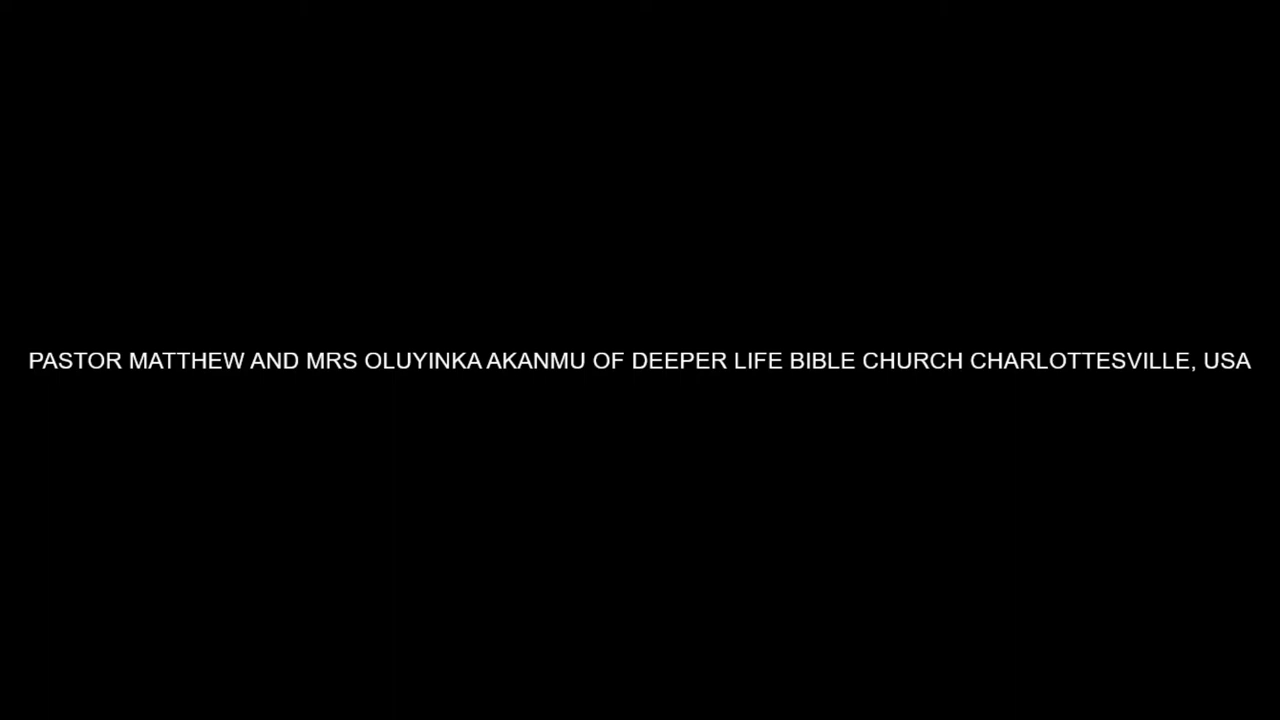 PASTOR MATTHEW AND MRS OLUYINKA AKANMU OF DEEPER LIFE BIBLE CHURCH CHARLOTTESVILLE, USA